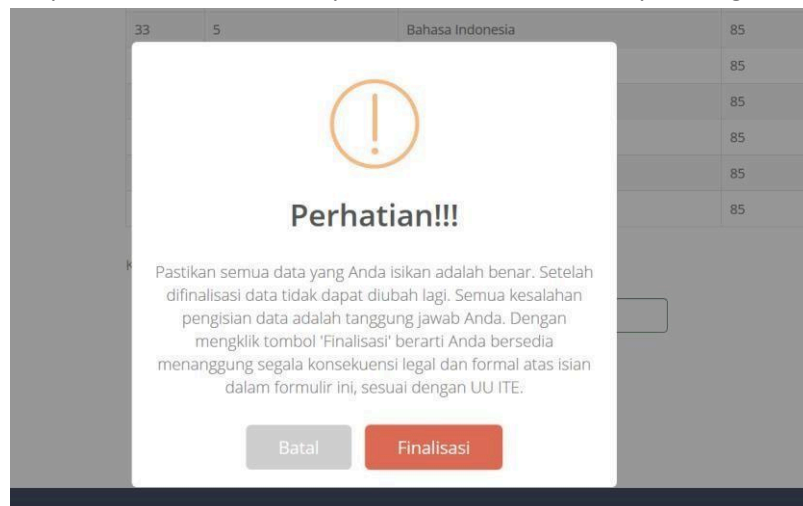 33 5 Bahasa Indonesia 85
85
85
85
85
85
Perhatian!!!
Pastikan semua data yang Anda isikan adalah benar. Setelah
difinalisasi data tidak dapat diubah lagi. Semua kesalahan
pengisian data adalah tanggung jawab Anda. Dengan
mengklik tombol 'Finalisasi' berarti Anda bersedia
menanggung segala konsekuensi legal dan formal atas isian
dalam formulir ini, sesuai dengan UU ITE.
Batal Finalisasi